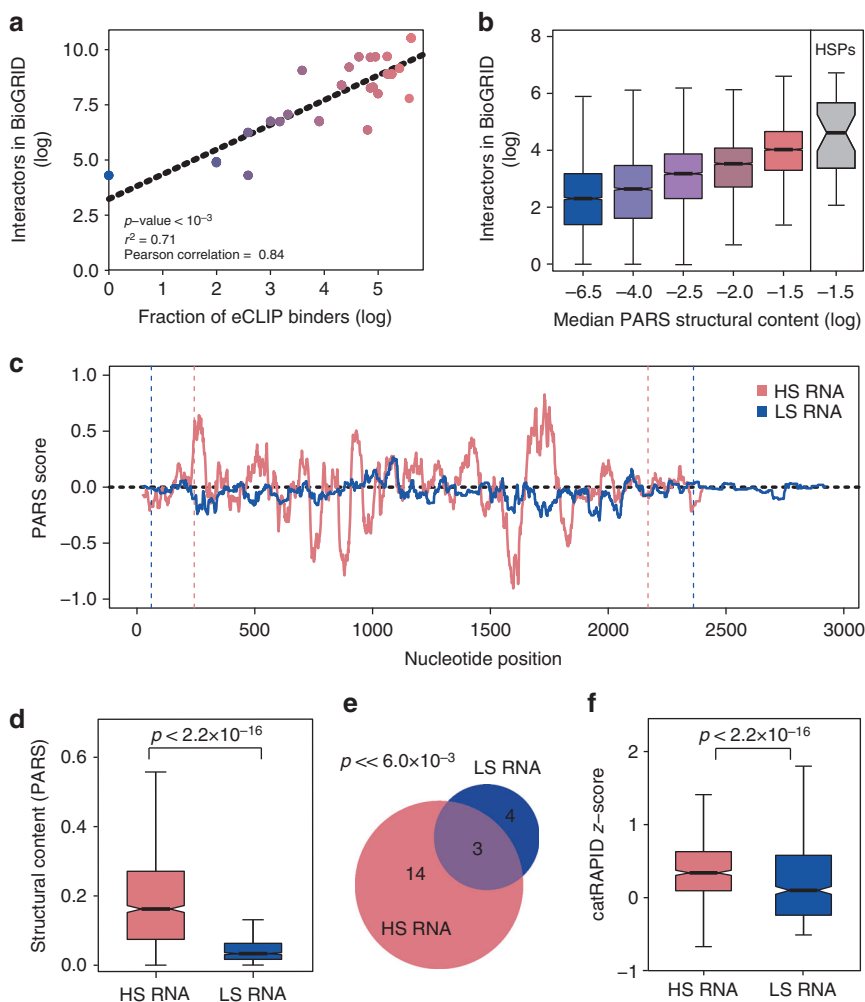 a
Interactors in BioGRID
(log)
10.0
7.5
5.0
2.5
0.0
p-value < 10⁻³
r² = 0.71
Pearson correlation = 0.84
0 1 2 3 4 5
Fraction of eCLIP binders (log)
b
Interactors in BioGRID
(log)
8
6
4
2
0
HSPs
−6.5 −4.0 −2.5 −2.0 −1.5 −1.5
Median PARS structural content (log)
c
PARS score
1.0
0.5
0.0
−0.5
−1.0
HS RNA
LS RNA
0 500 1000 1500 2000 2500 3000
Nucleotide position
d
Structural content (PARS)
0.6
0.4
0.2
0.0
p < 2.2×10⁻¹⁶
HS RNA LS RNA
e
p << 6.0×10⁻³
LS RNA
4
3
14
HS RNA
f
catRAPID z−score
2
1
0
−1
p < 2.2×10⁻¹⁶
HS RNA LS RNA